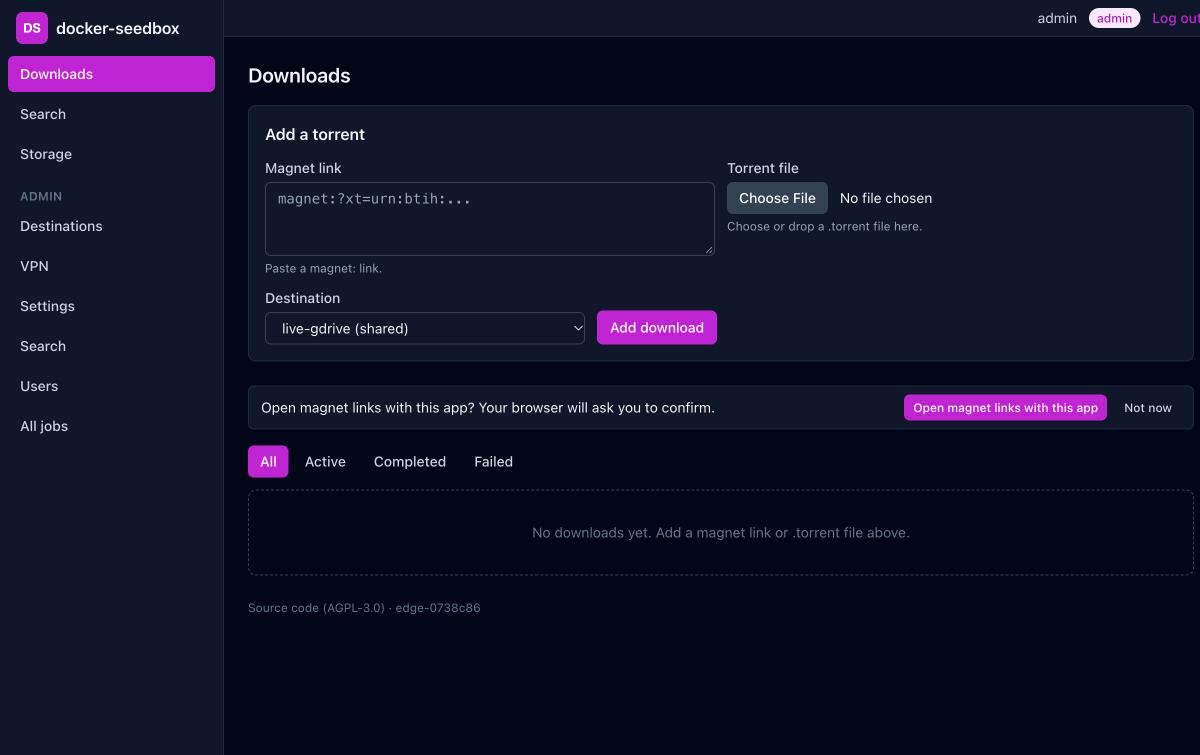 DS docker-seedbox
admin admin Log out
Downloads
Search
Storage
ADMIN
Destinations
VPN
Settings
Search
Users
All jobs
Downloads
Add a torrent
Magnet link
magnet:?xt=urn:btih:...
Paste a magnet: link.
Torrent file
Choose File No file chosen
Choose or drop a .torrent file here.
Destination
live-gdrive (shared)
Add download
Open magnet links with this app? Your browser will ask you to confirm.
Open magnet links with this app Not now
All Active Completed Failed
No downloads yet. Add a magnet link or .torrent file above.
Source code (AGPL-3.0) · edge-0738c86